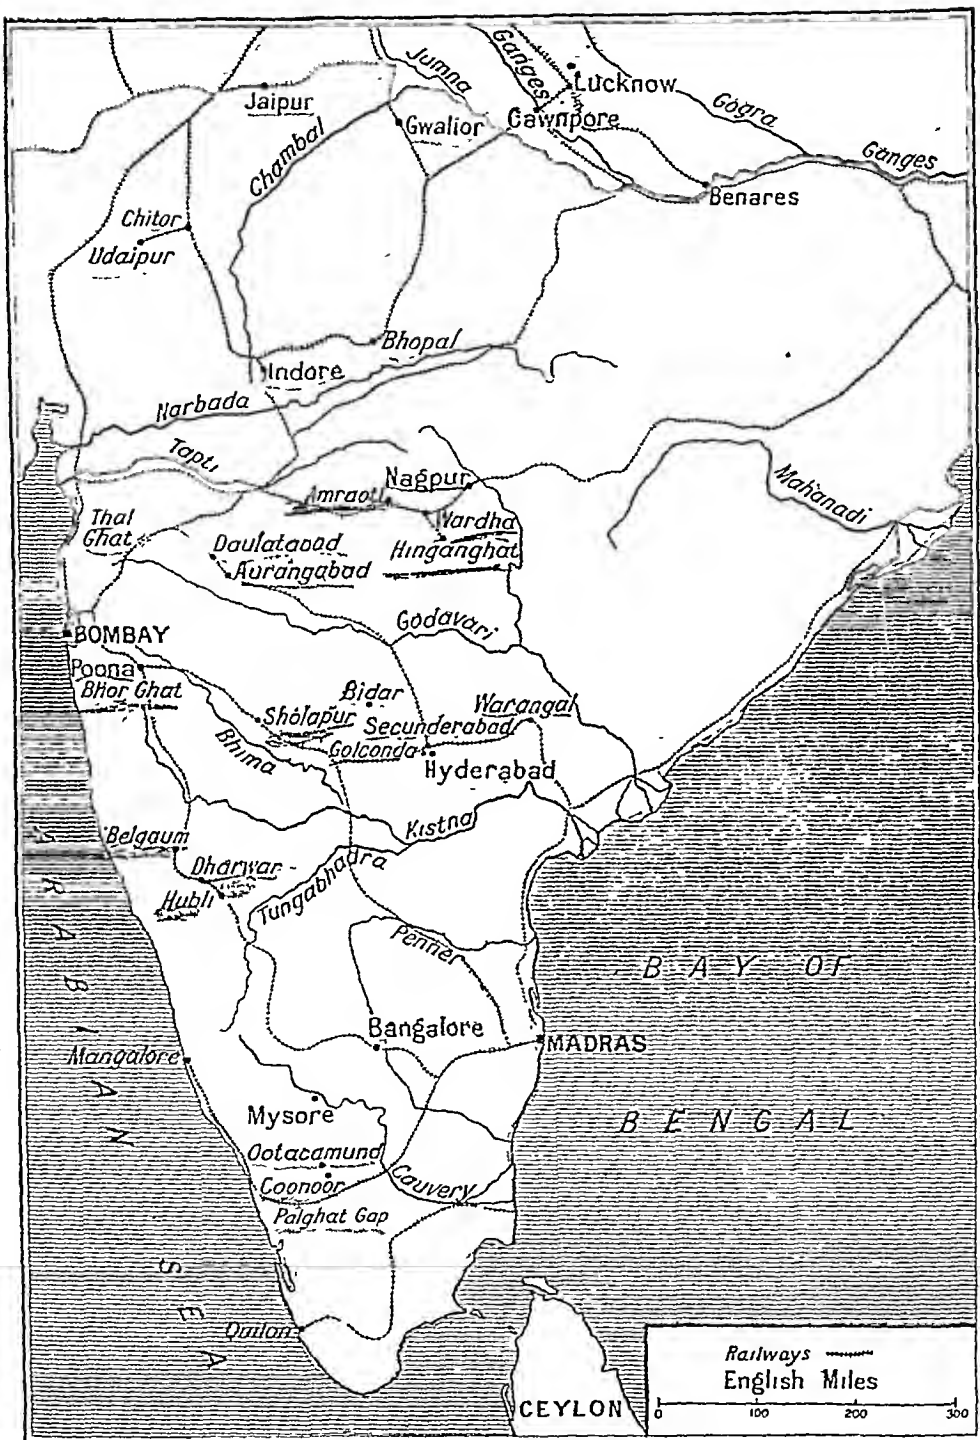 Jumna
Ganges
Lucknow
Gogra
Jaipur
Gwalior
Cawnpore
Chambal
Ganges
Benares
Chitor
Udaipur
Bhopal
Indore
Narbada
Tapti
Nagpur
Amraoti
Mahanadi
Thal
Ghat
Wardha
Daulatabad
Hinganghat
Aurangabad
Godavari
BOMBAY
Poona
Bhor Ghat
Bidar
Sholapur
Warangal
Secunderabad
Bhima
Golconda
Hyderabad
Kistna
Belgaum
Dharwar
Hubli
Tungabhadra
Penner
ARABIAN SEA
BAY OF
BENGAL
Bangalore
MADRAS
Mangalore
Mysore
Ootacamund
Coonoor
Cauvery
Palghat Gap
Quilon
CEYLON
Railways
English Miles
0 100 200 300